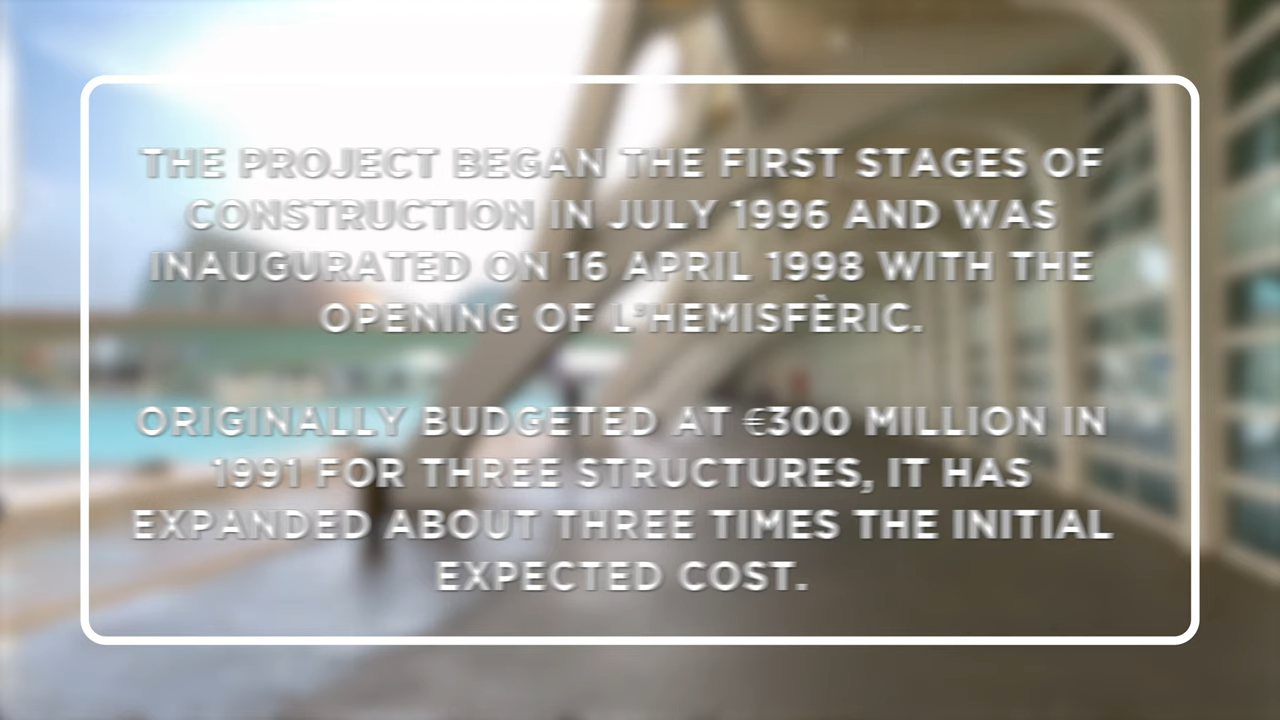 THE PROJECT BEGAN THE FIRST STAGES OF
CONSTRUCTION IN JULY 1996 AND WAS
INAUGURATED ON 16 APRIL 1998 WITH THE
OPENING OF L'HEMISFÈRIC.
ORIGINALLY BUDGETED AT €300 MILLION IN
1991 FOR THREE STRUCTURES, IT HAS
EXPANDED ABOUT THREE TIMES THE INITIAL
EXPECTED COST.